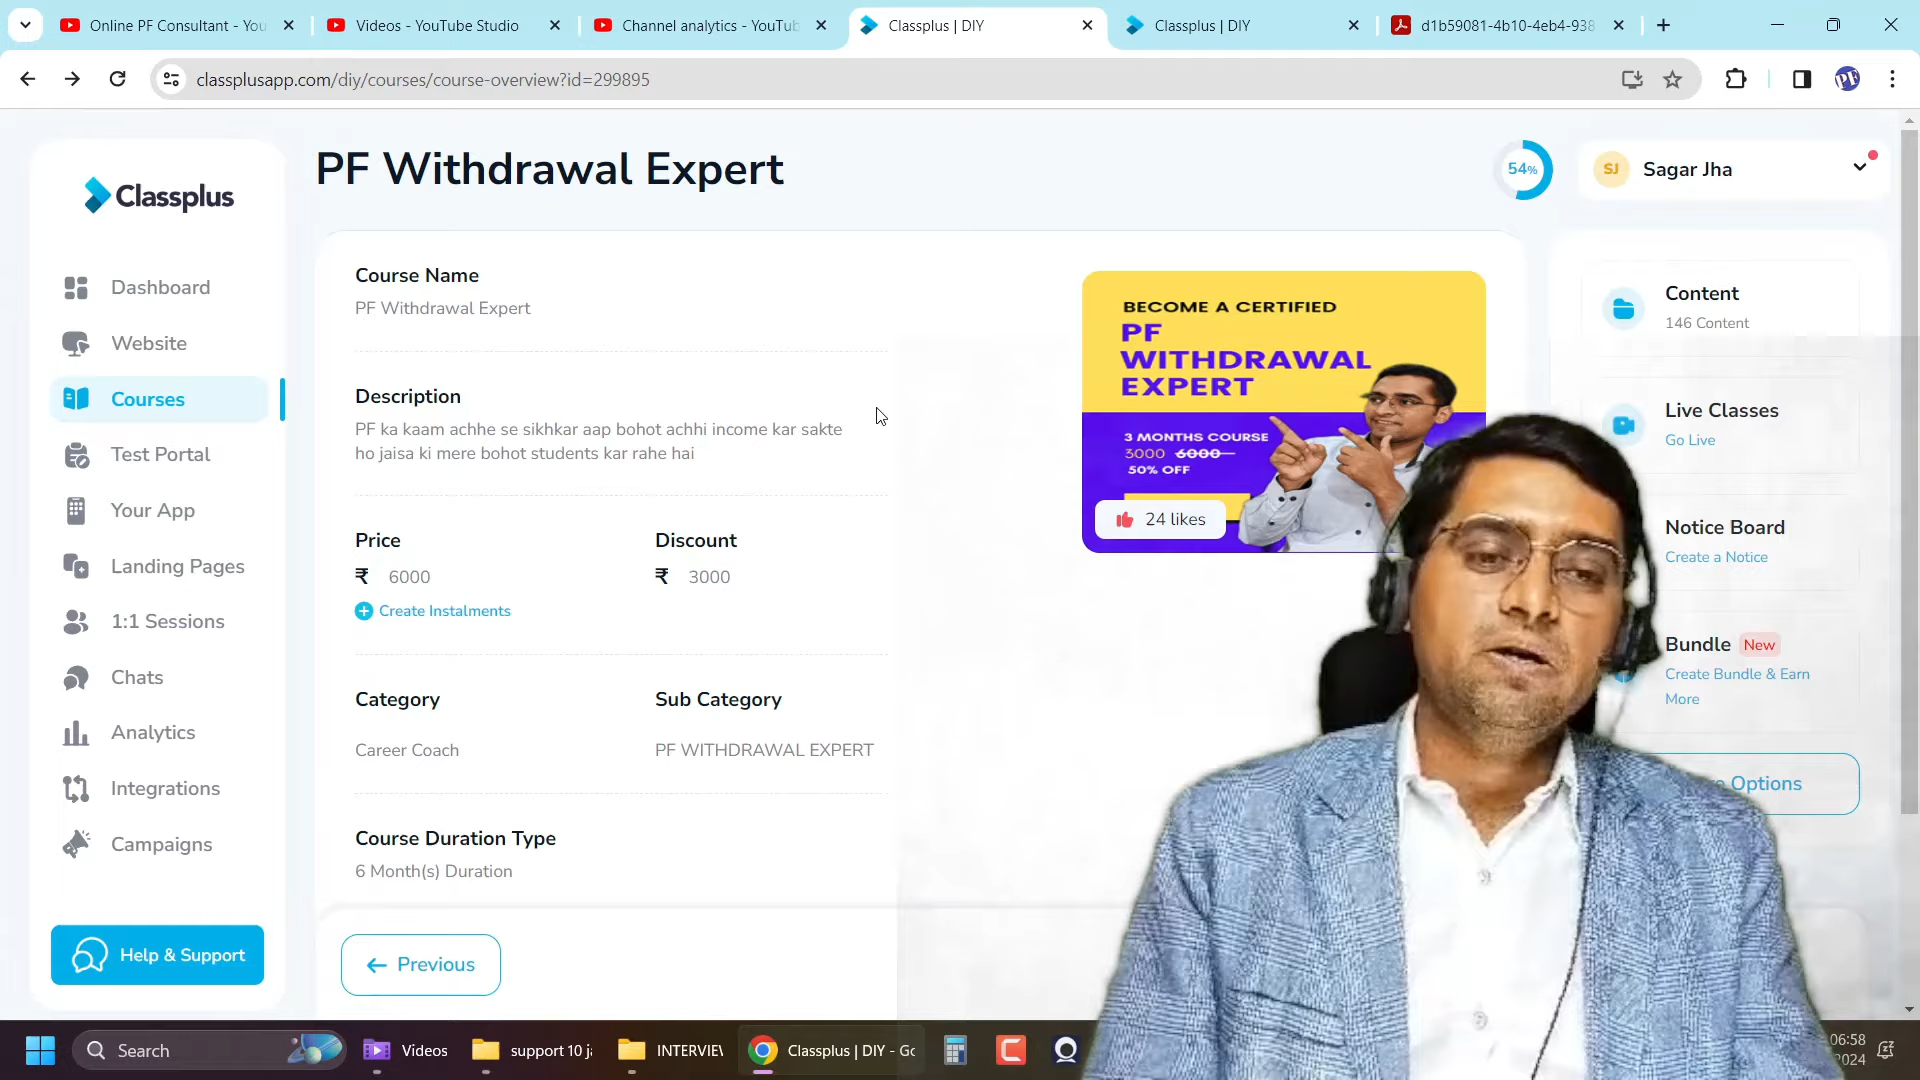 Online PF Consultant - You
Videos - YouTube Studio
Channel analytics - YouTub
Classplus | DIY
Classplus | DIY
d1b59081-4b10-4eb4-938
classplusapp.com/diy/courses/course-overview?id=299895
PF
Classplus
PF Withdrawal Expert
54%
SJ
Sagar Jha
Dashboard
Website
Courses
Test Portal
Your App
Landing Pages
1:1 Sessions
Chats
Analytics
Integrations
Campaigns
Help & Support
Course Name
PF Withdrawal Expert
Description
PF ka kaam achhe se sikhkar aap bohot achhi income kar sakte
ho jaisa ki mere bohot students kar rahe hai
Price
Discount
₹ 6000
₹ 3000
Create Instalments
Category
Sub Category
Career Coach
PF WITHDRAWAL EXPERT
Course Duration Type
6 Month(s) Duration
Previous
BECOME A CERTIFIED
PF
WITHDRAWAL
EXPERT
3 MONTHS COURSE
3000 6000
50% OFF
24 likes
Content
146 Content
Live Classes
Go Live
Notice Board
Create a Notice
Bundle New
Create Bundle & Earn
More
Options
Search
Videos
support 10 j
INTERVIE
Classplus | DIY - Go
06:58
2024